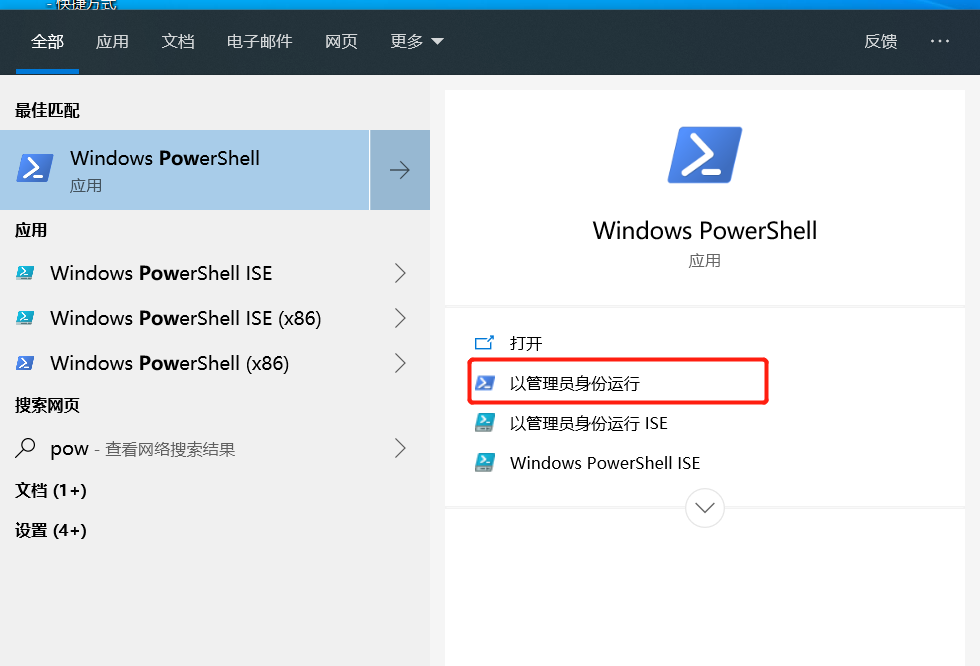 - 快捷方式
全部 应用 文档 电子邮件 网页 更多 反馈 ...
最佳匹配
Windows PowerShell
应用
应用
Windows PowerShell ISE
Windows PowerShell ISE (x86)
Windows PowerShell (x86)
搜索网页
pow - 查看网络搜索结果
文档 (1+)
设置 (4+)
Windows PowerShell
应用
打开
以管理员身份运行
以管理员身份运行 ISE
Windows PowerShell ISE